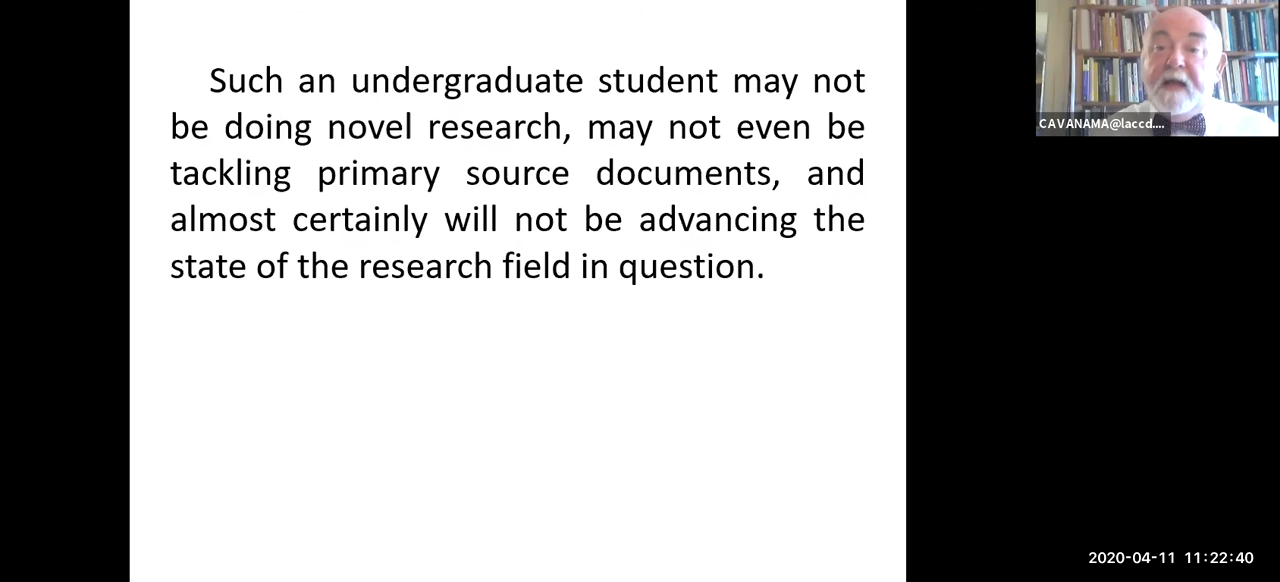 Such an undergraduate student may not
be doing novel research, may not even be
tackling primary source documents, and
almost certainly will not be advancing the
state of the research field in question.
CAVANAMA@laccd....
2020-04-11 11:22:40